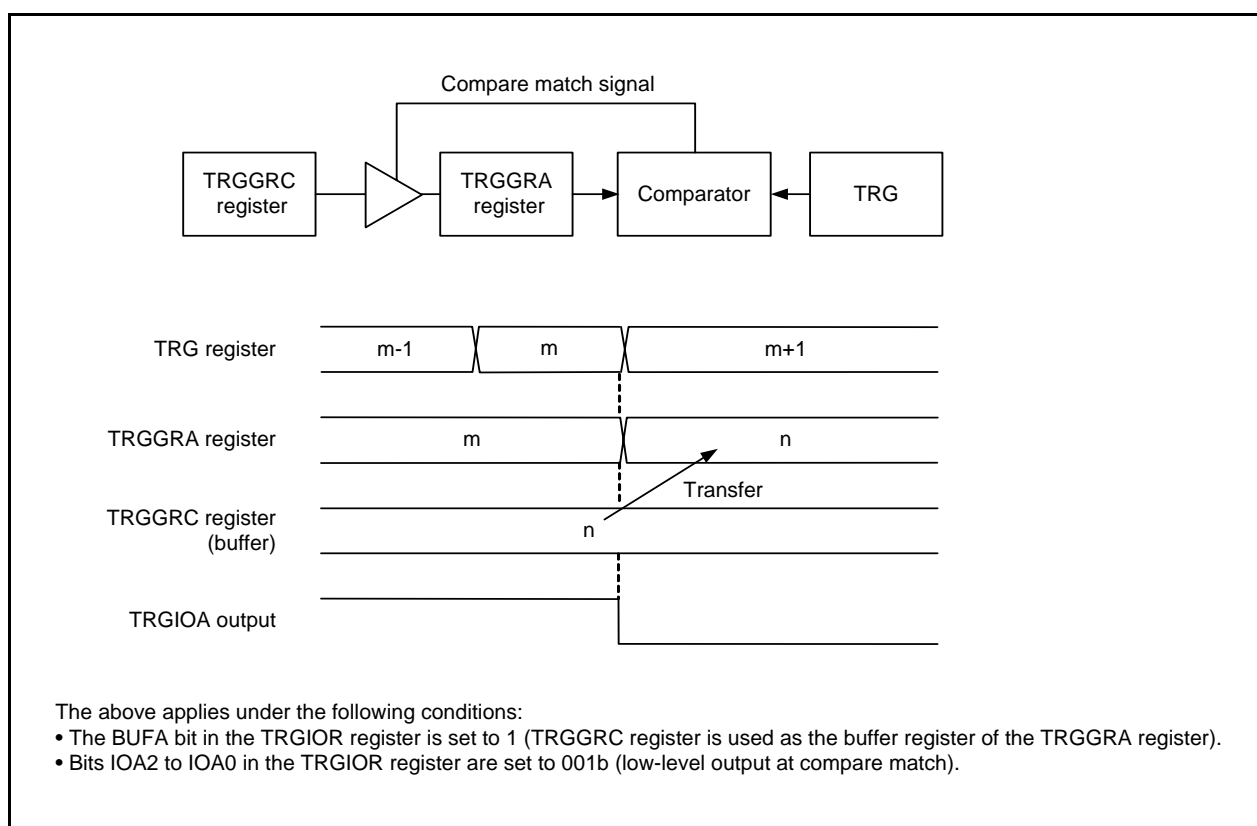 Compare match signal
TRGGRC
register
TRGGRA
register
Comparator
TRG
TRG register
m-1
m
m+1
TRGGRA register
m
n
Transfer
TRGGRC register
(buffer)
n
TRGIOA output
The above applies under the following conditions:
• The BUFA bit in the TRGIOR register is set to 1 (TRGGRC register is used as the buffer register of the TRGGRA register).
• Bits IOA2 to IOA0 in the TRGIOR register are set to 001b (low-level output at compare match).